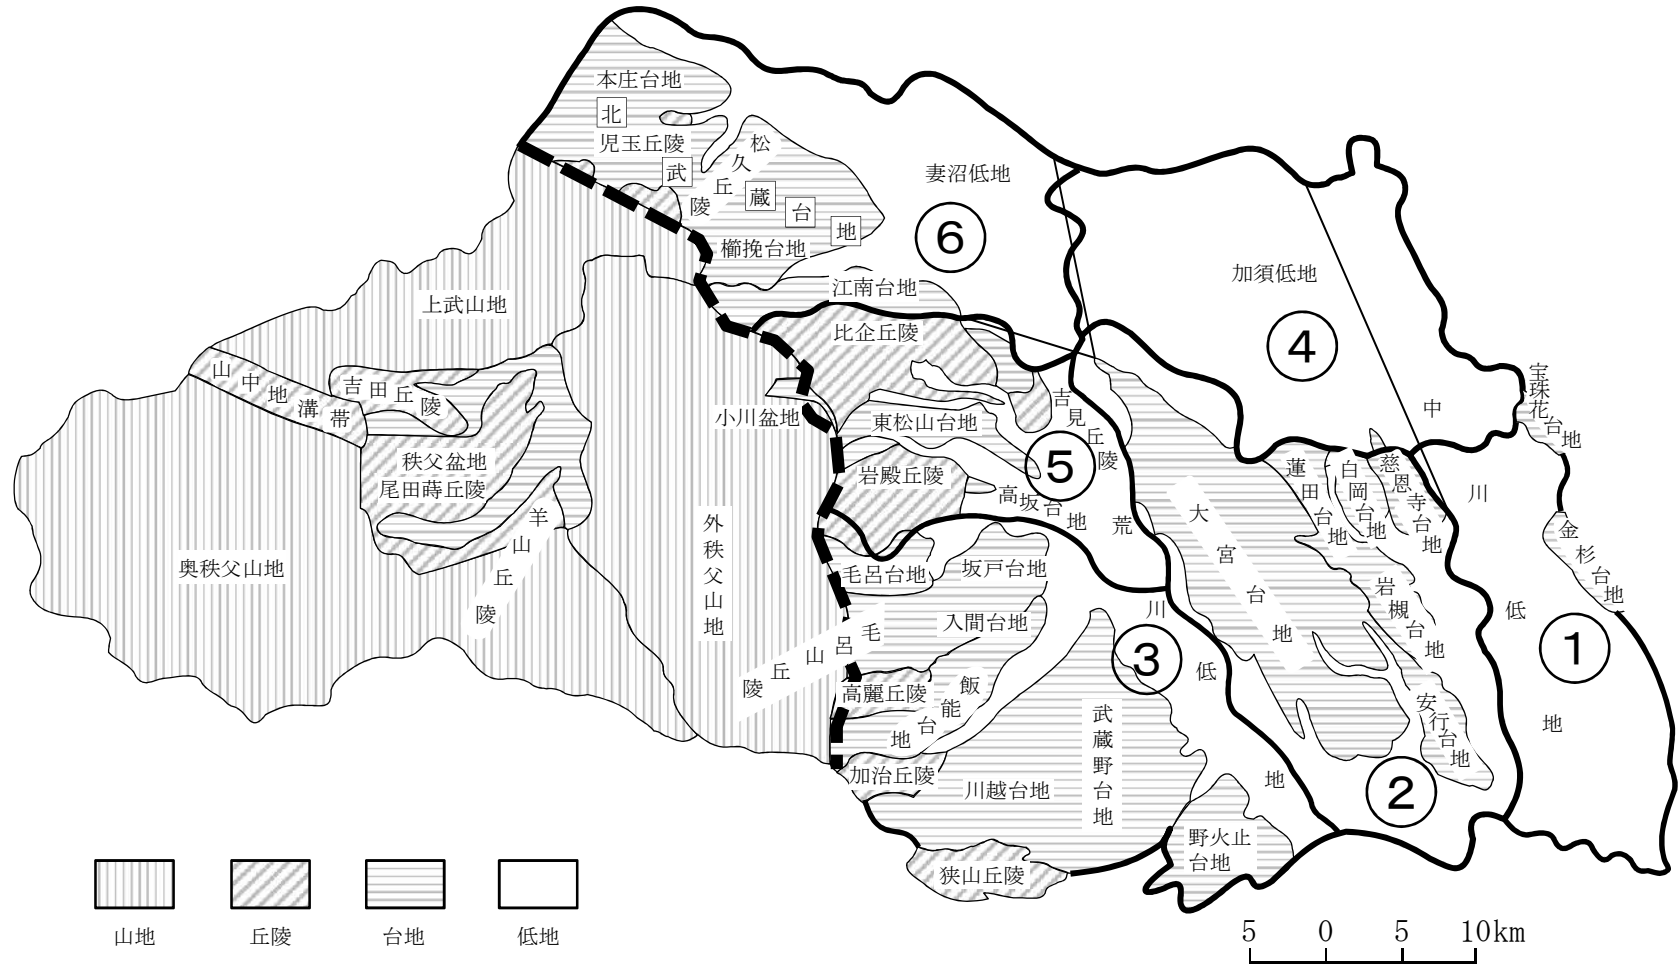 本庄台地
北武蔵台地
児玉丘陵
松久丘陵
櫛挽台地
妻沼低地
⑥
江南台地
上武山地
比企丘陵
加須低地
④
山中地溝帯
吉田丘陵
小川盆地
東松山台地
吉見丘陵
⑤
秩父盆地
尾田蒔丘陵
岩殿丘陵
高坂台地
羊山丘陵
奥秩父山地
外秩父山地
荒川低地
大宮台地
蓮田台地
白岡台地
慈恩寺台地
中川低地
宝珠花台地
金杉台地
①
岩槻台地
安行台地
②
毛呂台地
坂戸台地
毛呂山丘陵
入間台地
③
高麗丘陵
飯能台地
加治丘陵
川越台地
武蔵野台地
野火止
台地
狭山丘陵
山地
丘陵
台地
低地
5 0 5 10km